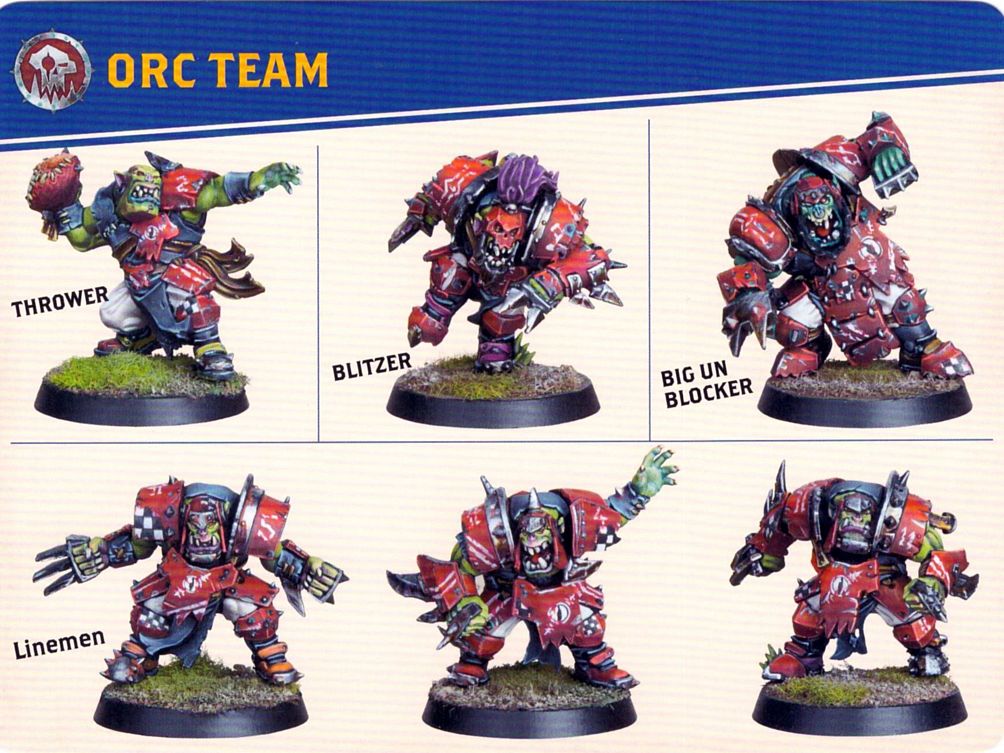 ORC TEAM
THROWER
BLITZER
BIG UN
BLOCKER
Linemen